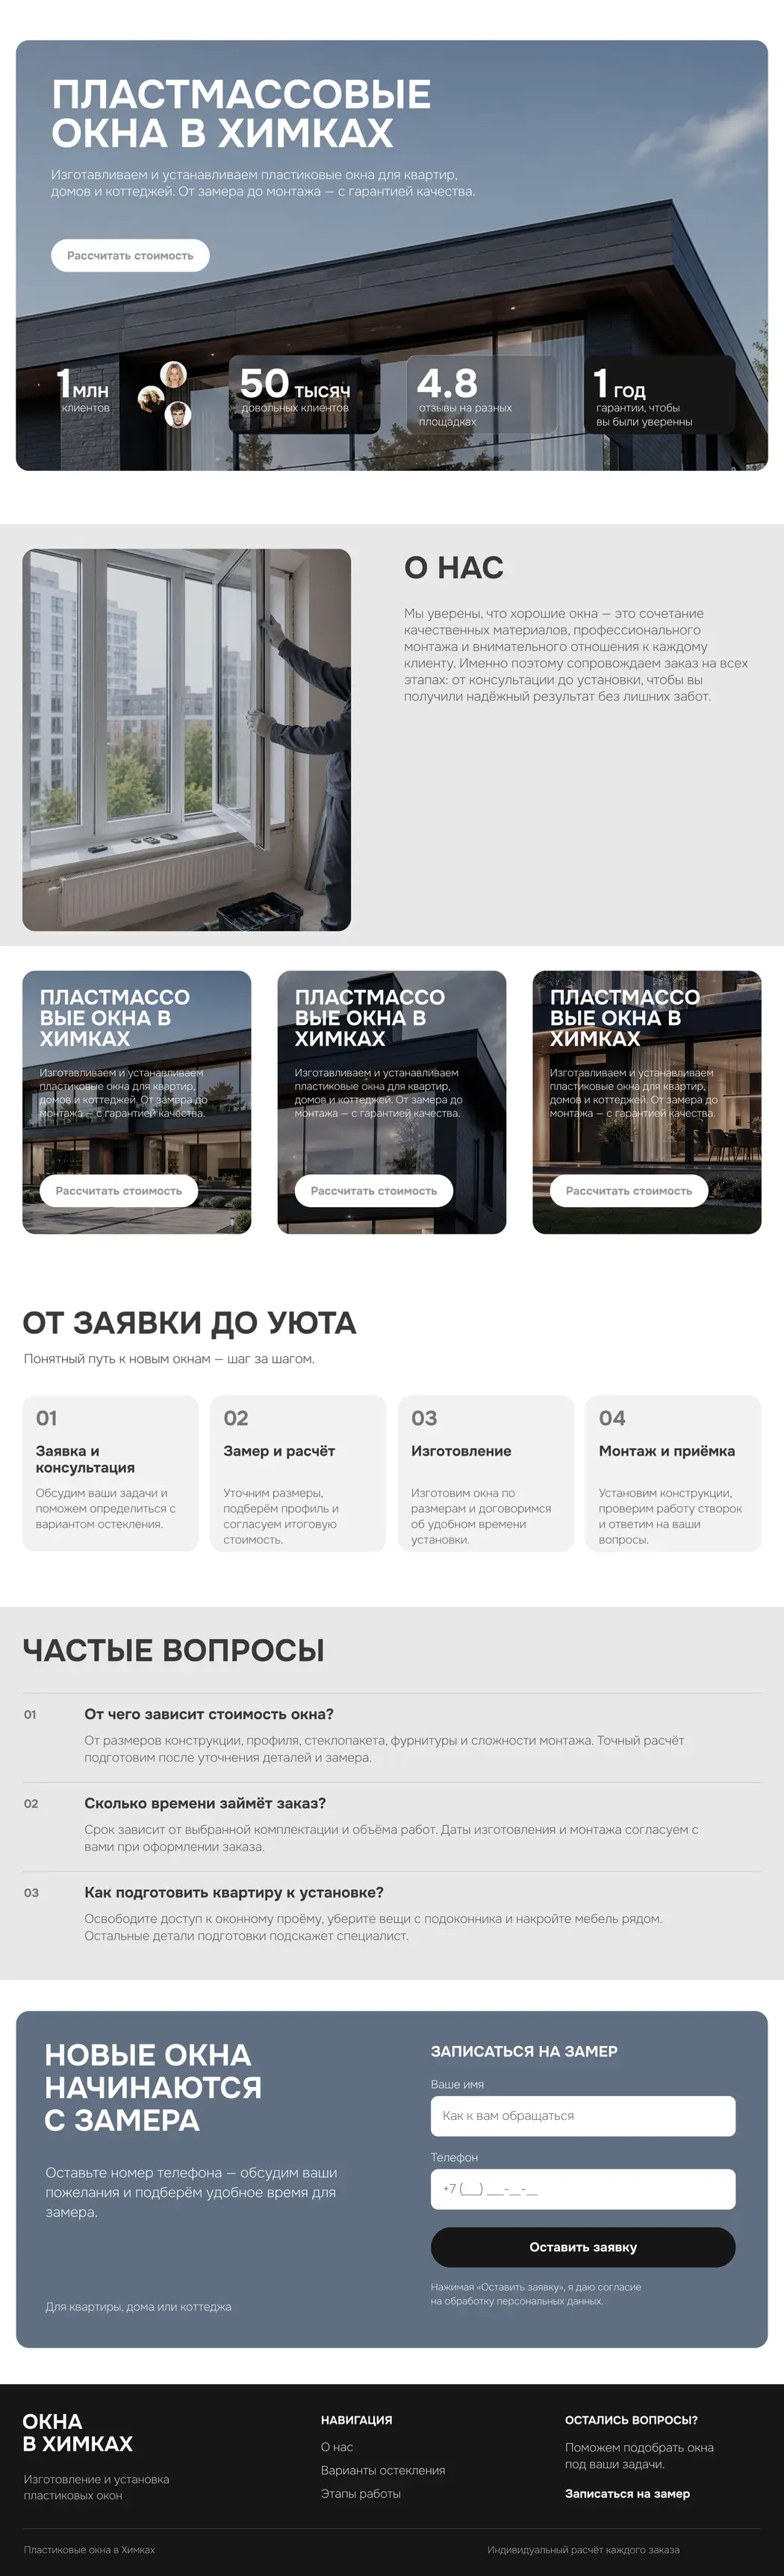 ПЛАСТМАССОВЫЕ
ОКНА В ХИМКАХ
Изготавливаем и устанавливаем пластиковые окна для квартир,
домов и коттеджей. От замера до монтажа — с гарантией качества.
Рассчитать стоимость
1 МЛН
клиентов
50 ТЫСЯЧ
довольных клиентов
4.8
отзывы на разных
площадках
1 ГОД
гарантии, чтобы
вы были уверенны
О НАС
Мы уверены, что хорошие окна — это сочетание
качественных материалов, профессионального
монтажа и внимательного отношения к каждому
клиенту. Именно поэтому сопровождаем заказ на всех
этапах: от консультации до установки, чтобы вы
получили надёжный результат без лишних забот.
ПЛАСТМАССО
ВЫЕ ОКНА В
ХИМКАХ
Изготавливаем и устанавливаем
пластиковые окна для квартир,
домов и коттеджей. От замера до
монтажа — с гарантией качества.
Рассчитать стоимость
ПЛАСТМАССО
ВЫЕ ОКНА В
ХИМКАХ
Изготавливаем и устанавливаем
пластиковые окна для квартир,
домов и коттеджей. От замера до
монтажа — с гарантией качества.
Рассчитать стоимость
ПЛАСТМАССО
ВЫЕ ОКНА В
ХИМКАХ
Изготавливаем и устанавливаем
пластиковые окна для квартир,
домов и коттеджей. От замера до
монтажа — с гарантией качества.
Рассчитать стоимость
ОТ ЗАЯВКИ ДО УЮТА
Понятный путь к новым окнам — шаг за шагом.
01
Заявка и
консультация
Обсудим ваши задачи и
поможем определиться с
вариантом остекления.
02
Замер и расчёт
Уточним размеры,
подберём профиль и
согласуем итоговую
стоимость.
03
Изготовление
Изготовим окна по
размерам и договоримся
об удобном времени
установки.
04
Монтаж и приёмка
Установим конструкции,
проверим работу створок
и ответим на ваши
вопросы.
ЧАСТЫЕ ВОПРОСЫ
01
От чего зависит стоимость окна?
От размеров конструкции, профиля, стеклопакета, фурнитуры и сложности монтажа. Точный расчёт
подготовим после уточнения деталей и замера.
02
Сколько времени займёт заказ?
Срок зависит от выбранной комплектации и объёма работ. Даты изготовления и монтажа согласуем с
вами при оформлении заказа.
03
Как подготовить квартиру к установке?
Освободите доступ к оконному проёму, уберите вещи с подоконника и накройте мебель рядом.
Остальные детали подготовки подскажет специалист.
НОВЫЕ ОКНА
НАЧИНАЮТСЯ
С ЗАМЕРА
Оставьте номер телефона — обсудим ваши
пожелания и подберём удобное время для
замера.
Для квартиры, дома или коттеджа
ЗАПИСАТЬСЯ НА ЗАМЕР
Ваше имя
Как к вам обращаться
Телефон
+7 (___) ___-__-__
Оставить заявку
Нажимая «Оставить заявку», я даю согласие
на обработку персональных данных.
ОКНА
В ХИМКАХ
Изготовление и установка
пластиковых окон
НАВИГАЦИЯ
О нас
Варианты остекления
Этапы работы
ОСТАЛИСЬ ВОПРОСЫ?
Поможем подобрать окна
под ваши задачи.
Записаться на замер
Пластиковые окна в Химках
Индивидуальный расчёт каждого заказа